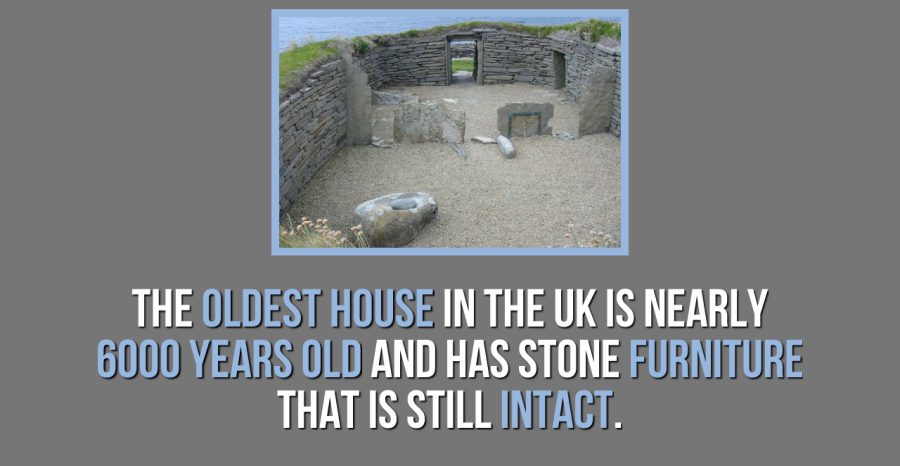 THE OLDEST HOUSE IN THE UK IS NEARLY
6000 YEARS OLD AND HAS STONE FURNITURE
THAT IS STILL INTACT.